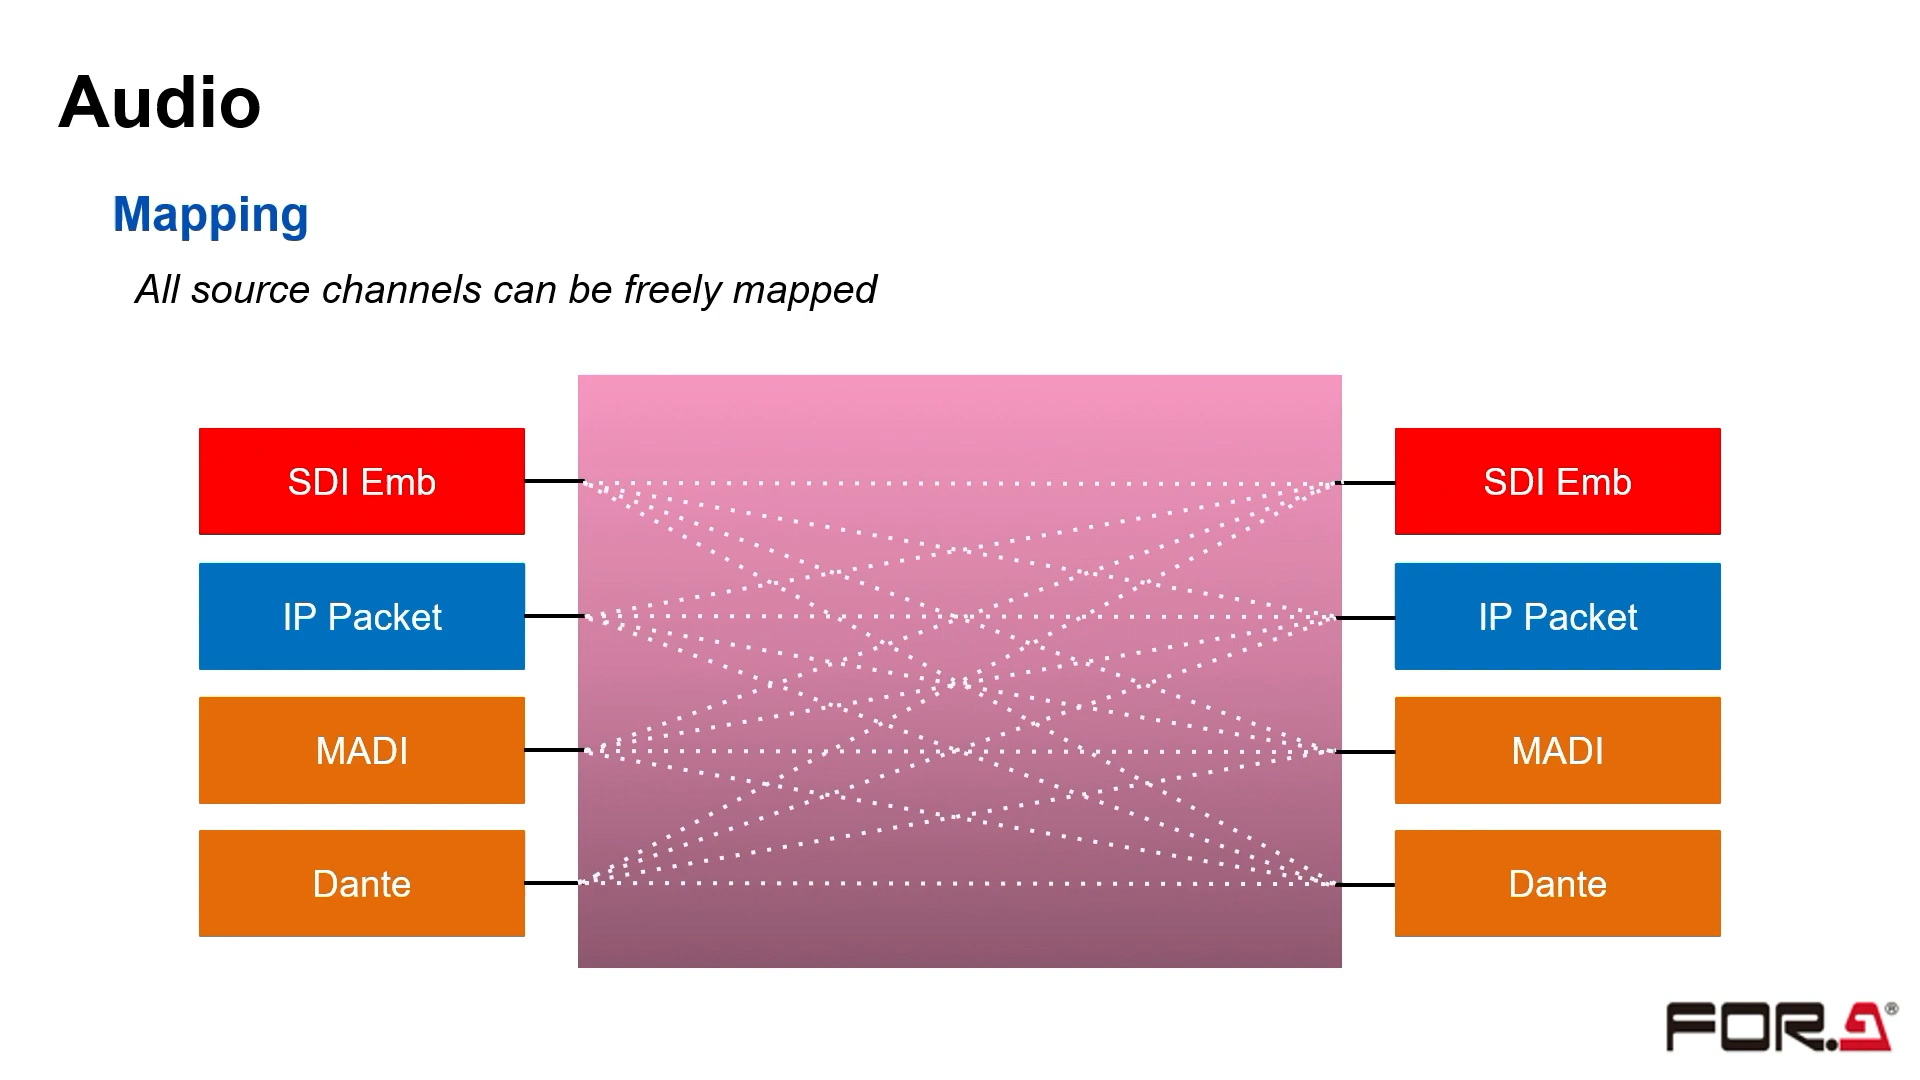 Audio
Mapping
All source channels can be freely mapped
SDI Emb
SDI Emb
IP Packet
IP Packet
MADI
MADI
Dante
Dante
FOR.A®